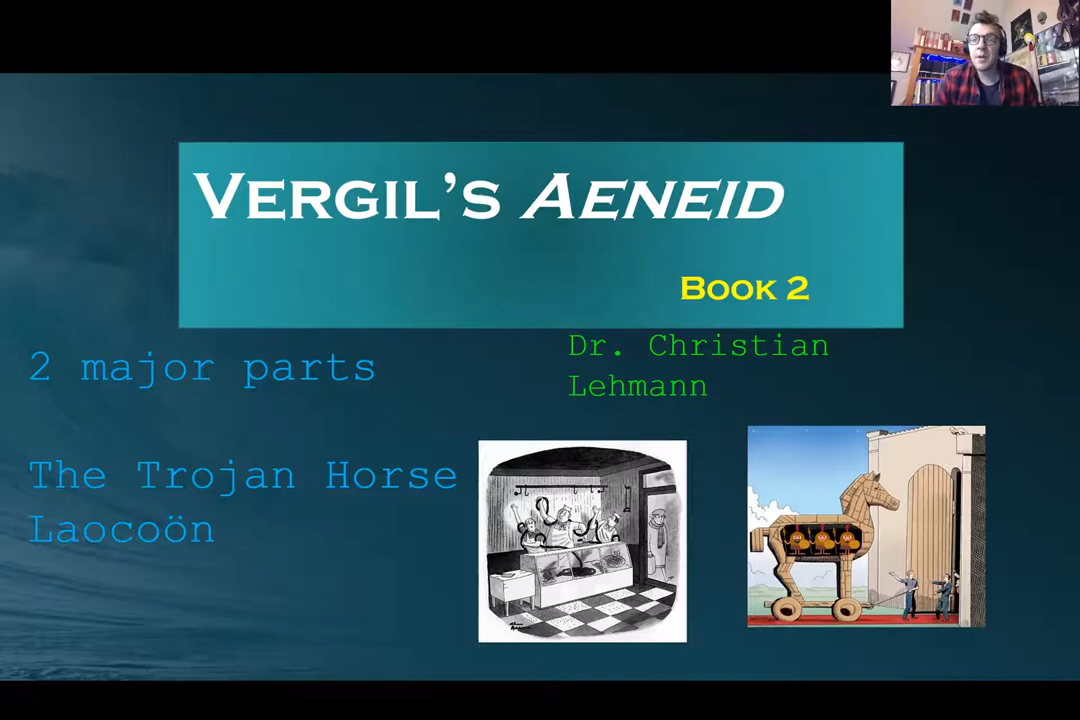 VERGIL'S AENEID
BOOK 2
Dr. Christian
Lehmann
2 major parts
The Trojan Horse
Laocoön